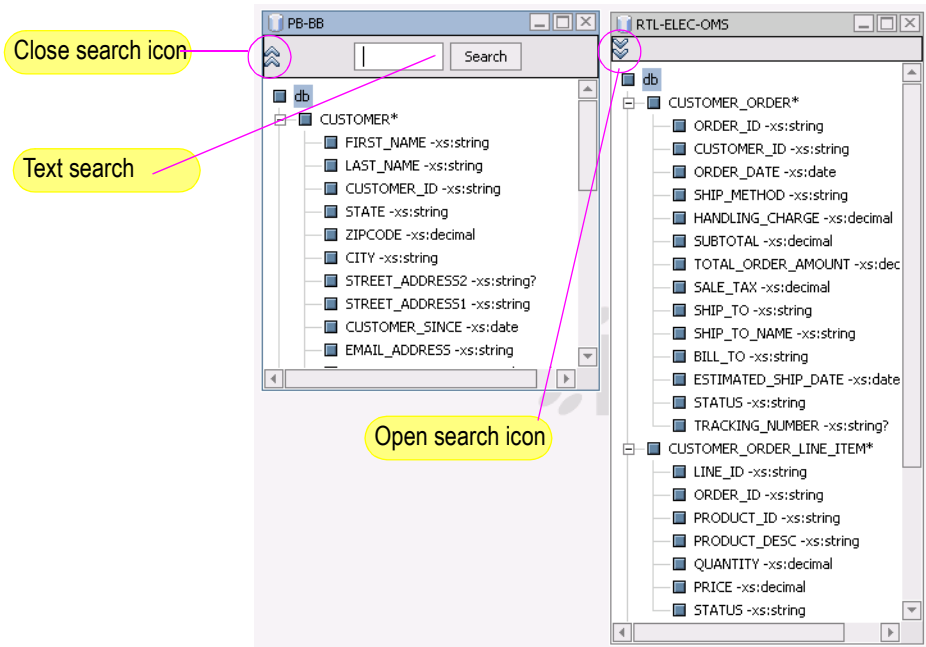 Close search icon
Text search
Open search icon
PB-BB
Search
db
CUSTOMER*
FIRST_NAME -xs:string
LAST_NAME -xs:string
CUSTOMER_ID -xs:string
STATE -xs:string
ZIPCODE -xs:decimal
CITY -xs:string
STREET_ADDRESS2 -xs:string?
STREET_ADDRESS1 -xs:string
CUSTOMER_SINCE -xs:date
EMAIL_ADDRESS -xs:string
RTL-ELEC-OMS
db
CUSTOMER_ORDER*
ORDER_ID -xs:string
CUSTOMER_ID -xs:string
ORDER_DATE -xs:date
SHIP_METHOD -xs:string
HANDLING_CHARGE -xs:decimal
SUBTOTAL -xs:decimal
TOTAL_ORDER_AMOUNT -xs:dec
SALE_TAX -xs:decimal
SHIP_TO -xs:string
SHIP_TO_NAME -xs:string
BILL_TO -xs:string
ESTIMATED_SHIP_DATE -xs:date
STATUS -xs:string
TRACKING_NUMBER -xs:string?
CUSTOMER_ORDER_LINE_ITEM*
LINE_ID -xs:string
ORDER_ID -xs:string
PRODUCT_ID -xs:string
PRODUCT_DESC -xs:string
QUANTITY -xs:decimal
PRICE -xs:decimal
STATUS -xs:string